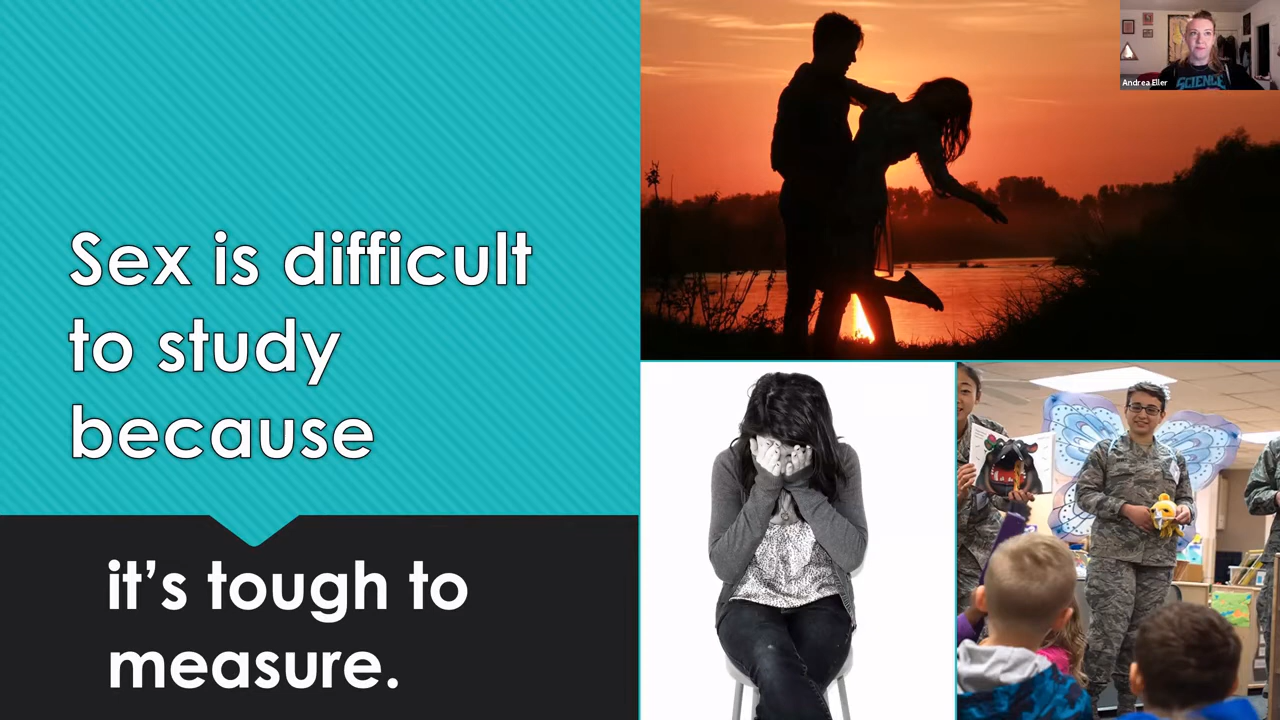 Sex is difficult
to study
because
it's tough to
measure.
Andrea Eller
SCIENCE